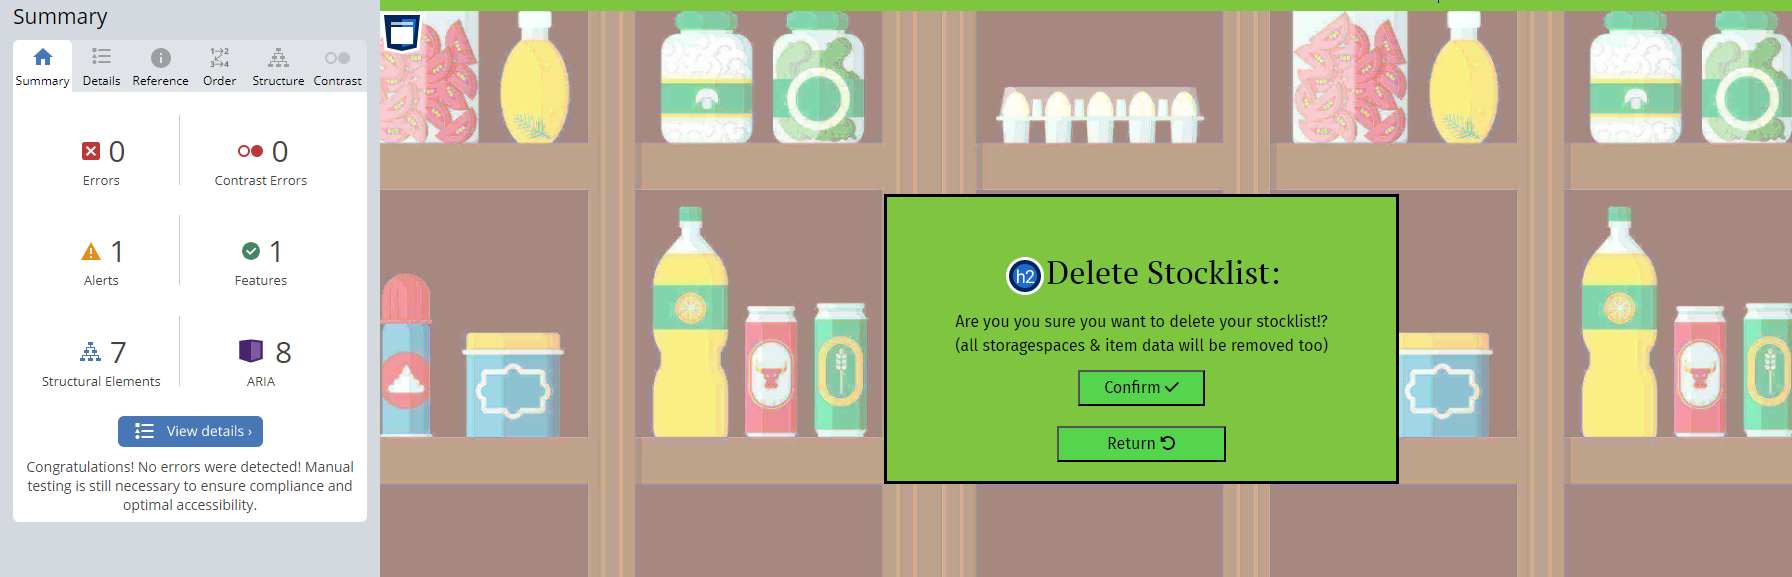 Summary
Summary Details Reference Order Structure Contrast
0 Errors
0 Contrast Errors
1 Alerts
1 Features
7 Structural Elements
8 ARIA
View details ›
Congratulations! No errors were detected! Manual
testing is still necessary to ensure compliance and
optimal accessibility.
h2 Delete Stocklist:
Are you you sure you want to delete your stocklist!?
(all storagespaces & item data will be removed too)
Confirm
Return